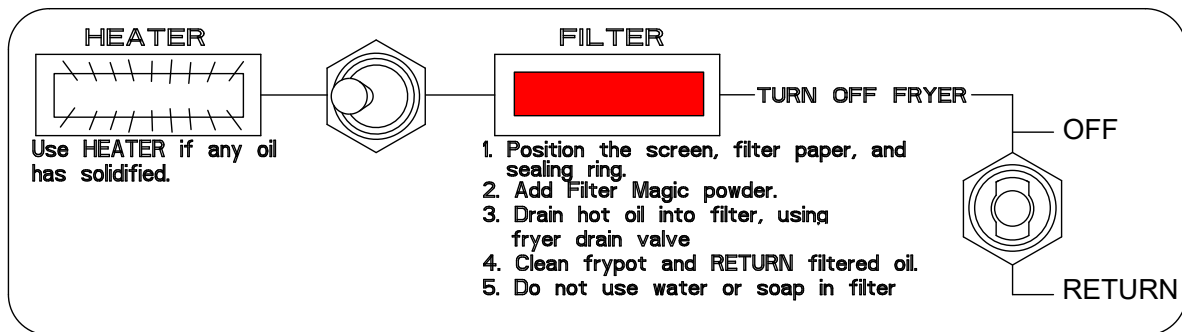 HEATER
Use HEATER if any oil
has solidified.
FILTER
1. Position the screen, filter paper, and
sealing ring.
2. Add Filter Magic powder.
3. Drain hot oil into filter, using
fryer drain valve
4. Clean frypot and RETURN filtered oil.
5. Do not use water or soap in filter
TURN OFF FRYER
OFF
RETURN